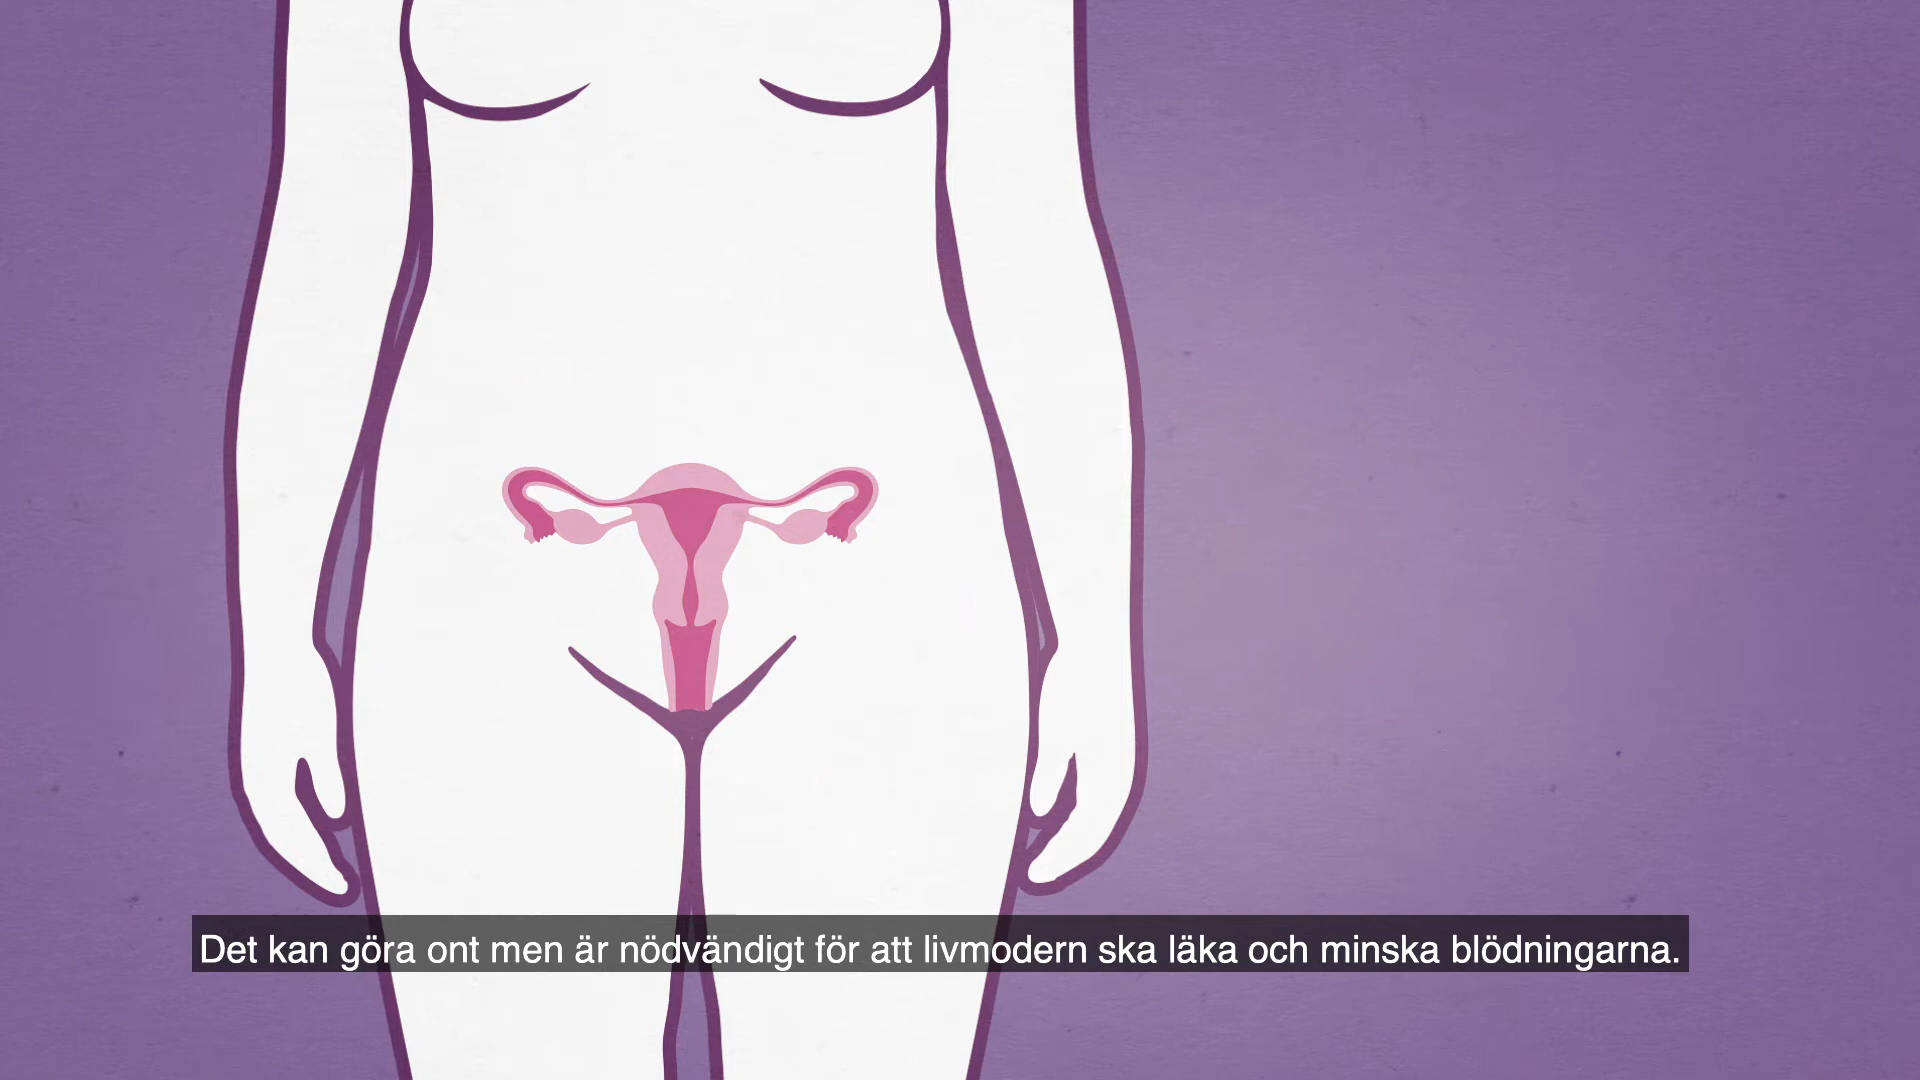 Det kan göra ont men är nödvändigt för att livmodern ska läka och minska blödningarna.